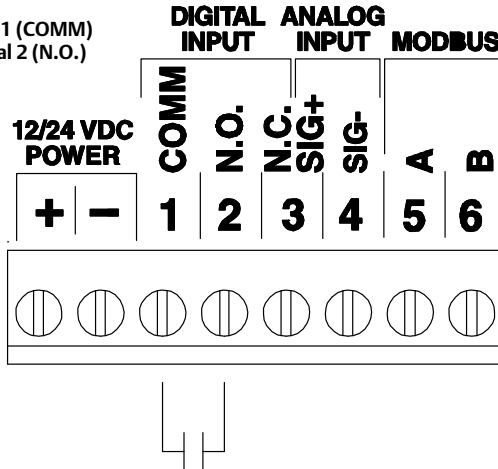 1 (COMM)
2 (N.O.)
DIGITAL INPUT
ANALOG INPUT
MODBUS
12/24 VDC
POWER
COMM
N.O.
N.C.
SIG+
SIG-
A
B
+ - 1 2 3 4 5 6